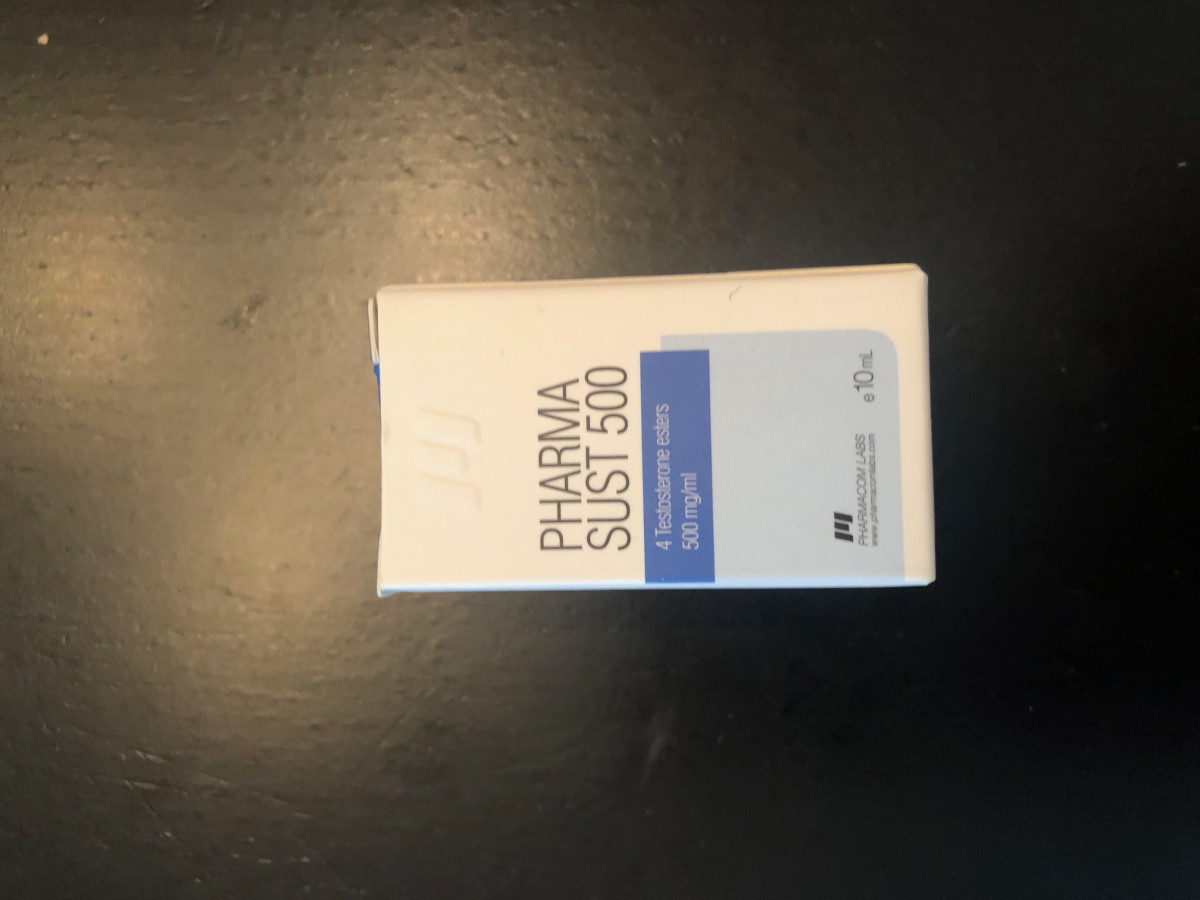 PHARMA
SUST 500
4 Testosterone esters
500 mg/ml
PHARMACOM LABS
www.pharmacomlabs.com
e 10 mL